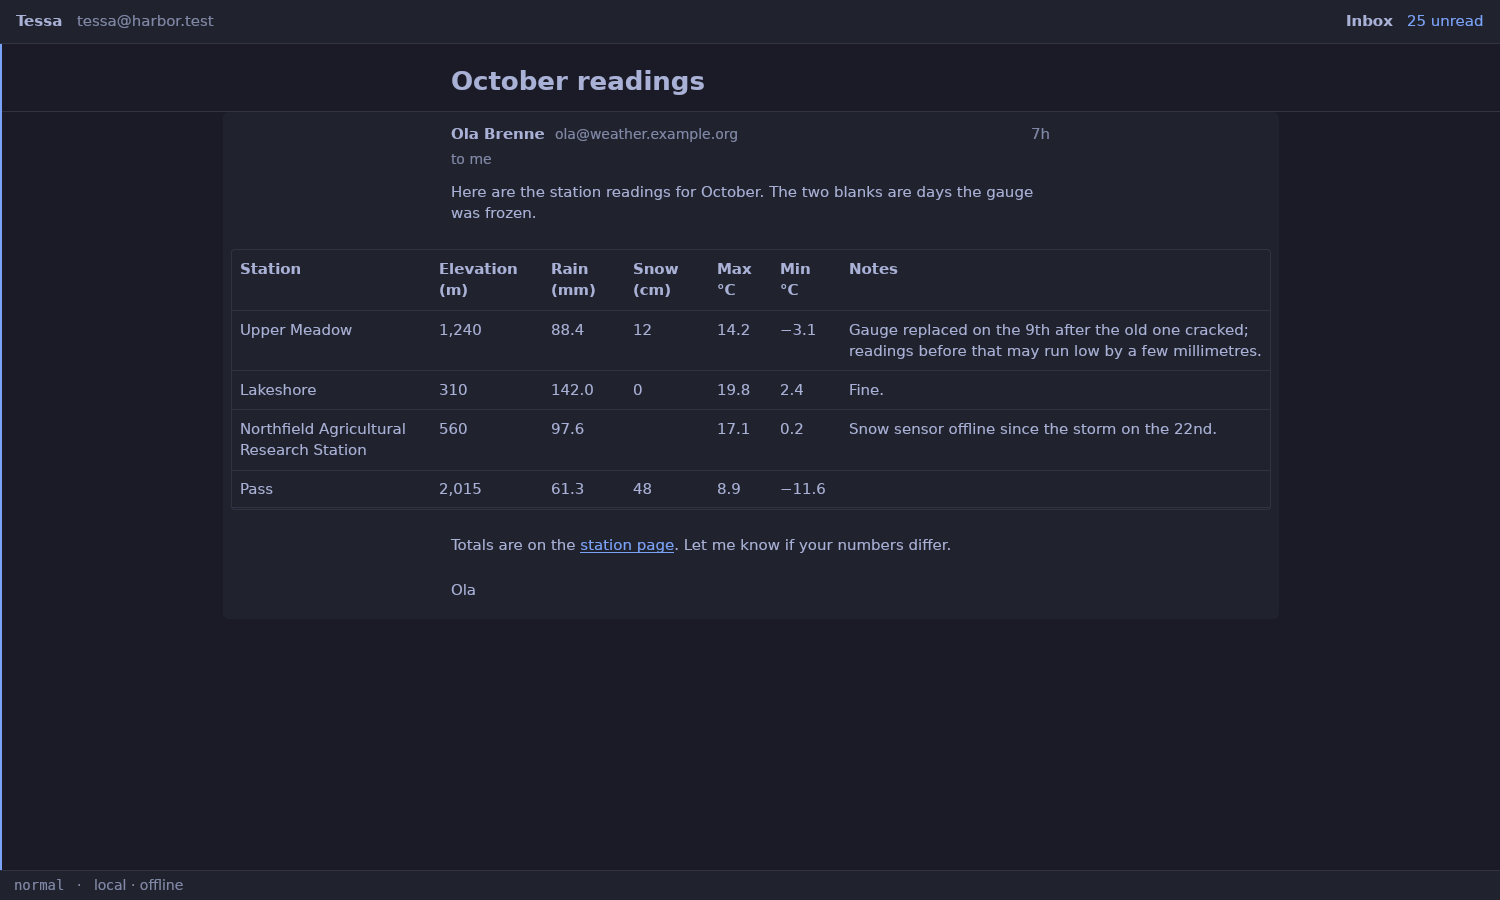 Tessa tessa@harbor.test Inbox 25 unread
October readings
Ola Brenne ola@weather.example.org 7h
to me
Here are the station readings for October. The two blanks are days the gauge
was frozen.
Station Elevation (m) Rain (mm) Snow (cm) Max °C Min °C Notes
Upper Meadow 1,240 88.4 12 14.2 −3.1 Gauge replaced on the 9th after the old one cracked;
readings before that may run low by a few millimetres.
Lakeshore 310 142.0 0 19.8 2.4 Fine.
Northfield Agricultural Research Station 560 97.6 17.1 0.2 Snow sensor offline since the storm on the 22nd.
Pass 2,015 61.3 48 8.9 −11.6
Totals are on the station page. Let me know if your numbers differ.
Ola
normal · local · offline